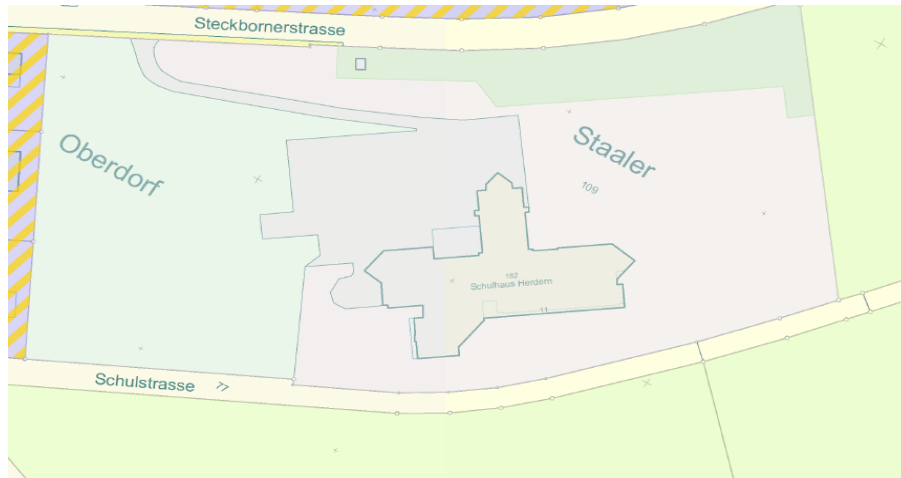 Steckbornerstrasse
Oberdorf
Staaler
109
182
Schulhaus Herdern
11
Schulstrasse
77